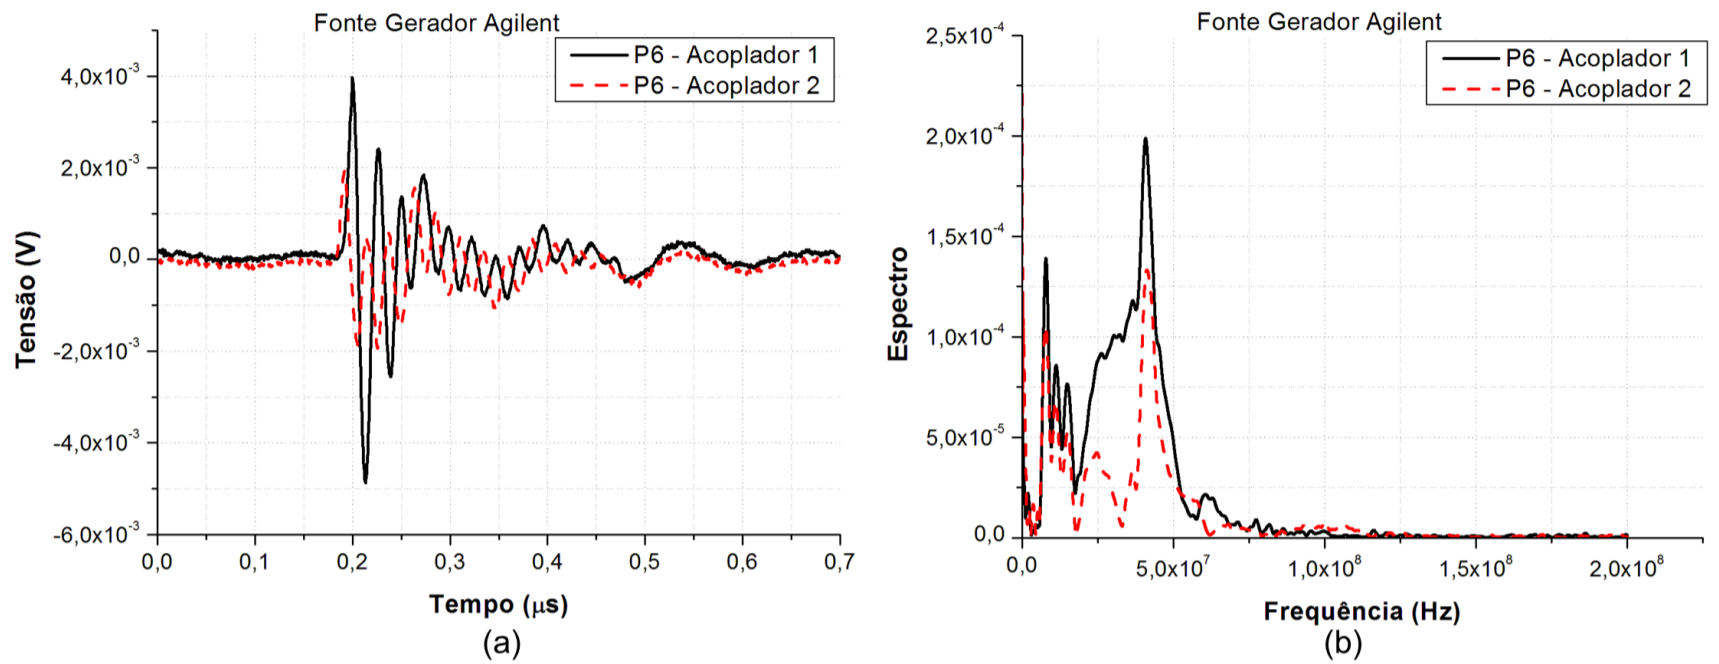 Fonte Gerador Agilent
P6 - Acoplador 1
P6 - Acoplador 2
Tensão (V)
4,0x10⁻³
2,0x10⁻³
0,0
-2,0x10⁻³
-4,0x10⁻³
-6,0x10⁻³
0,0 0,1 0,2 0,3 0,4 0,5 0,6 0,7
Tempo (μs)
(a)
Fonte Gerador Agilent
P6 - Acoplador 1
P6 - Acoplador 2
Espectro
2,5x10⁻⁴
2,0x10⁻⁴
1,5x10⁻⁴
1,0x10⁻⁴
5,0x10⁻⁵
0,0
0,0 5,0x10⁷ 1,0x10⁸ 1,5x10⁸ 2,0x10⁸
Frequência (Hz)
(b)